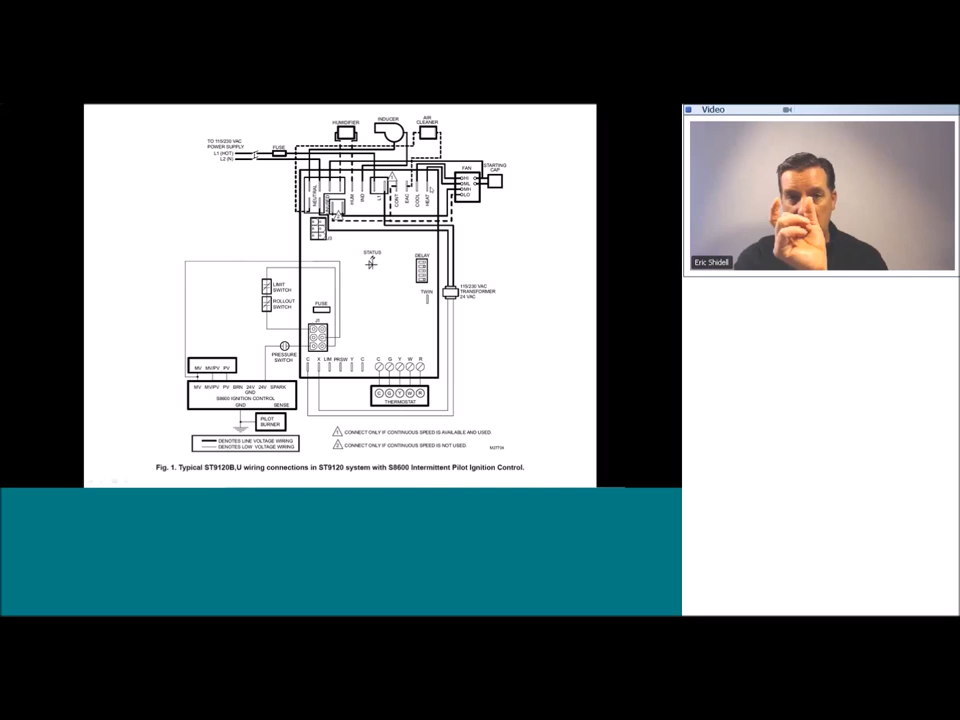 Video
HUMIDIFIER
INDUCER
AIR
CLEANER
TO 115/230 VAC
POWER SUPPLY
L1 (HOT)
L2 (N)
FUSE
STARTING
CAP
FAN
HI
ML
MH
LO
NEUTRAL
HUM
IND
L1
CONT
EAC
COOL
HEAT
STATUS
DELAY
TWIN
115/230 VAC
TRANSFORMER
24 VAC
LIMIT
SWITCH
ROLLOUT
SWITCH
FUSE
J1
PRESSURE
SWITCH
C X LIM PRSW Y C
C G Y W R
C G Y W R
THERMOSTAT
MV MV/PV PV
MV MV/PV PV BRN 24V 24V SPARK
GND
S8600 IGNITION CONTROL
GND SENSE
PILOT
BURNER
DENOTES LINE VOLTAGE WIRING
DENOTES LOW VOLTAGE WIRING
CONNECT ONLY IF CONTINUOUS SPEED IS AVAILABLE AND USED.
CONNECT ONLY IF CONTINUOUS SPEED IS NOT USED.
Fig. 1. Typical ST9120B,U wiring connections in ST9120 system with S8600 Intermittent Pilot Ignition Control.
Eric Shidell